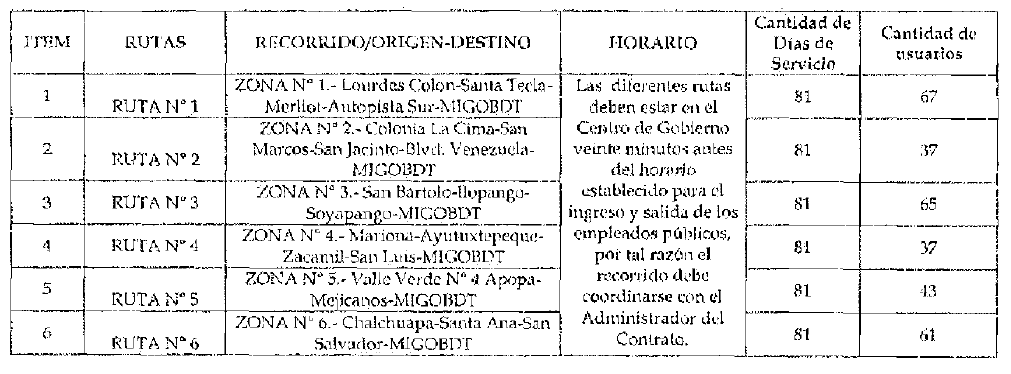 ITEM RUTAS RECORRIDO/ORIGEN-DESTINO HORARIO Cantidad de Días de Servicio Cantidad de usuarios
1 RUTA N° 1 ZONA N° 1.- Lourdes Colon-Santa Tecla-
Merliot-Autopista Sur-MIGOBDT
81 67
2 RUTA N° 2 ZONA N° 2.- Colonia La Cima-San
Marcos-San Jacinto-Blvd. Venezuela-
MIGOBDT
81 37
3 RUTA N° 3 ZONA N° 3.- San Bartolo-Ilopango-
Soyapango-MIGOBDT
81 65
4 RUTA N° 4 ZONA N° 4.- Mariona-Ayutuxtepeque-
Zacamil-San Luis-MIGOBDT
81 37
5 RUTA N° 5 ZONA N° 5.- Valle Verde N° 4 Apopa-
Mejicanos-MIGOBDT
81 43
6 RUTA N° 6 ZONA N° 6.- Chalchuapa-Santa Ana-San
Salvador-MIGOBDT
81 61
Las diferentes rutas
deben estar en el
Centro de Gobierno
veinte minutos antes
del horario
establecido para el
ingreso y salida de los
empleados públicos,
por tal razón el
recorrido debe
coordinarse con el
Administrador del
Contrato.